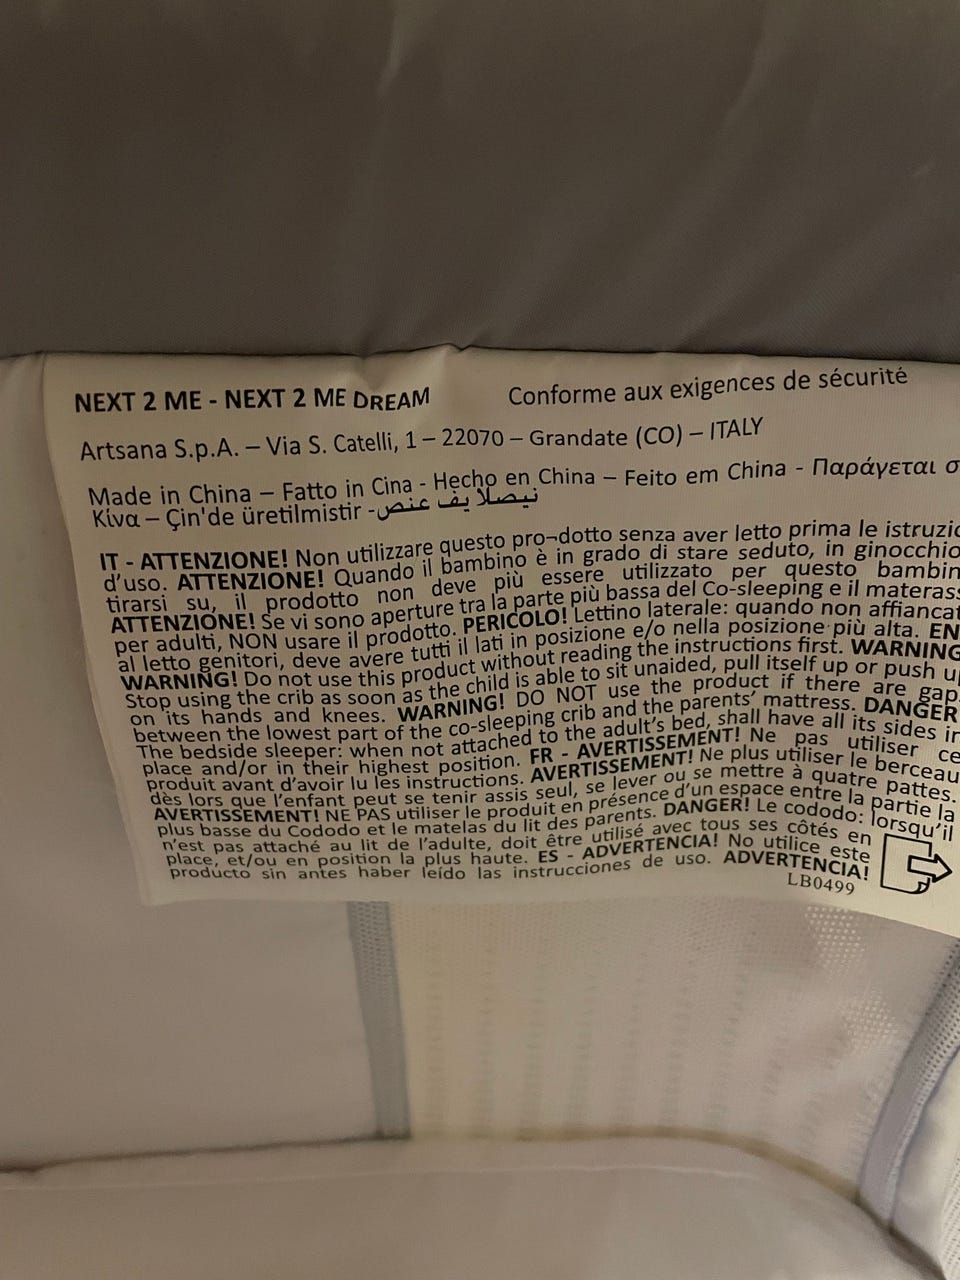 NEXT 2 ME - NEXT 2 ME DREAM Conforme aux exigences de sécurité
Artsana S.p.A. – Via S. Catelli, 1 – 22070 – Grandate (CO) – ITALY
Made in China – Fatto in Cina - Hecho en China – Feito em China - Παράγεται σ
Κίνα – Çin'de üretilmistir - نيصلا يف عنص
IT - ATTENZIONE! Non utilizzare questo pro¬dotto senza aver letto prima le istruzio
d'uso. ATTENZIONE! Quando il bambino è in grado di stare seduto, in ginocchio
tirarsi su, il prodotto non deve più essere utilizzato per questo bambin
ATTENZIONE! Se vi sono aperture tra la parte più bassa del Co-sleeping e il materass
per adulti, NON usare il prodotto. PERICOLO! Lettino laterale: quando non affiancat
al letto genitori, deve avere tutti i lati in posizione e/o nella posizione più alta. EN
WARNING! Do not use this product without reading the instructions first. WARNING
Stop using the crib as soon as the child is able to sit unaided, pull itself up or push up
on its hands and knees. WARNING! DO NOT use the product if there are gap
between the lowest part of the co-sleeping crib and the parents' mattress. DANGER
The bedside sleeper: when not attached to the adult's bed, shall have all its sides in
place and/or in their highest position. FR - AVERTISSEMENT! Ne pas utiliser ce
produit avant d'avoir lu les instructions. AVERTISSEMENT! Ne plus utiliser le berceau
dès lors que l'enfant peut se tenir assis seul, se lever ou se mettre à quatre pattes.
AVERTISSEMENT! NE PAS utiliser le produit en présence d'un espace entre la partie la
plus basse du Cododo et le matelas du lit des parents. DANGER! Le cododo: lorsqu'il
n'est pas attaché au lit de l'adulte, doit être utilisé avec tous ses côtés en
place, et/ou en position la plus haute. ES - ADVERTENCIA! No utilice este
producto sin antes haber leído las instrucciones de uso. ADVERTENCIA!
LB0499